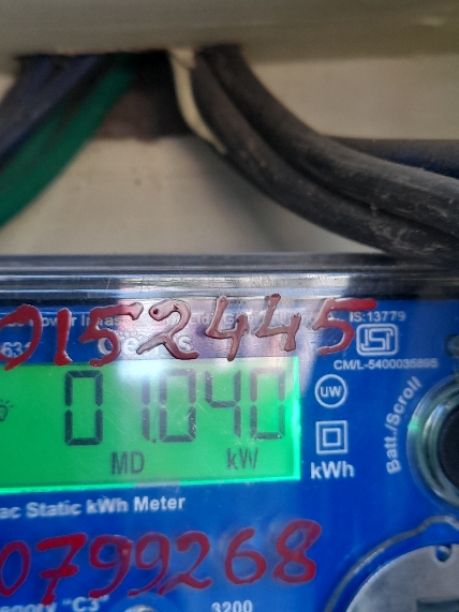 0152445
IS:13779
CM/L-5400035895
01.040
MD kW
UW
kWh
Batt./Scroll
ac Static kWh Meter
0799268
"C3"
3200